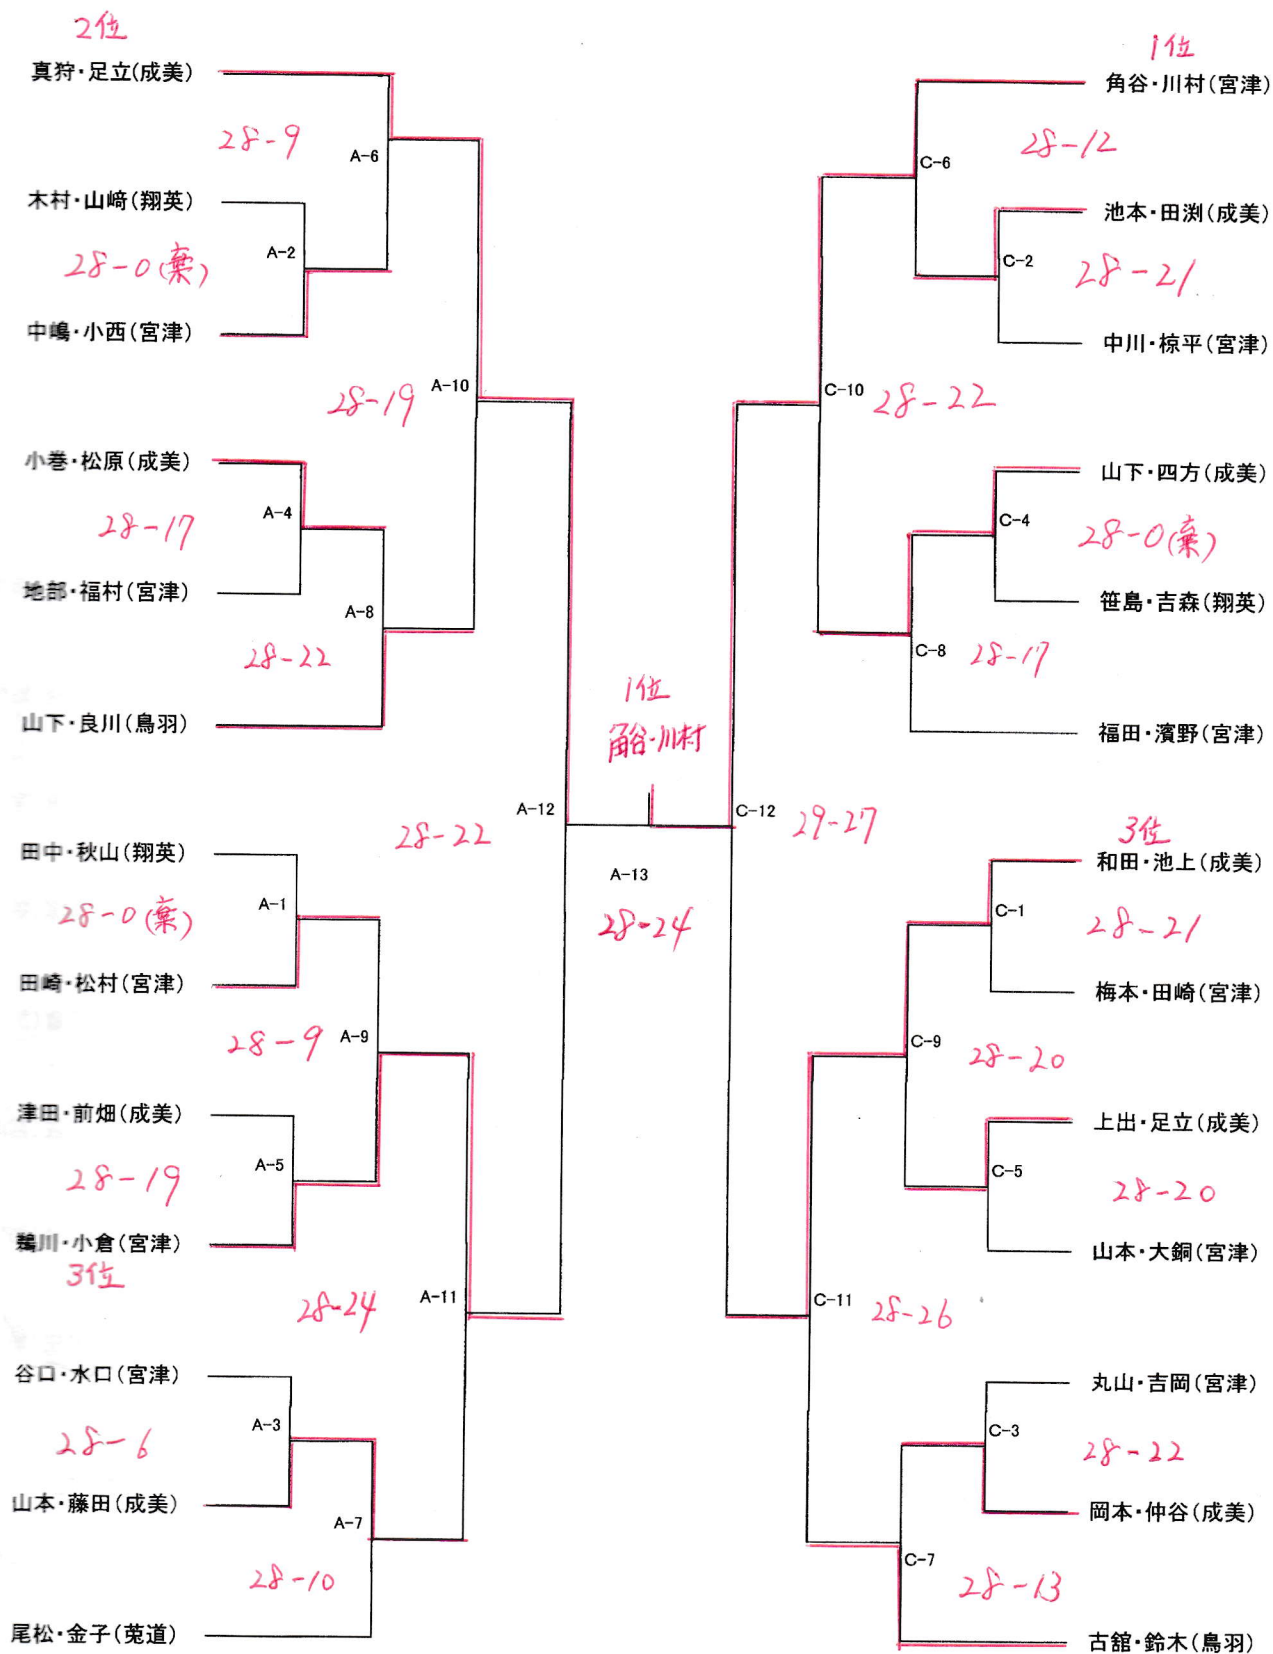 2位
真狩・足立(成美)
28-9
A-6
木村・山﨑(翔英)
28-0(棄)
A-2
中嶋・小西(宮津)
28-19
A-10
小巻・松原(成美)
28-17
A-4
地部・福村(宮津)
A-8
28-22
山下・良川(鳥羽)
28-22
A-12
田中・秋山(翔英)
28-0(棄)
A-1
田崎・松村(宮津)
28-9
A-9
津田・前畑(成美)
28-19
A-5
鵜川・小倉(宮津)
3位
28-24
A-11
谷口・水口(宮津)
28-6
A-3
山本・藤田(成美)
A-7
28-10
尾松・金子(莵道)
1位
角谷・川村
A-13
28-24
1位
角谷・川村(宮津)
28-12
C-6
池本・田渕(成美)
C-2
28-21
中川・椋平(宮津)
C-10
28-22
山下・四方(成美)
C-4
28-0(棄)
笹島・吉森(翔英)
C-8
28-17
福田・濱野(宮津)
C-12
29-27
3位
和田・池上(成美)
C-1
28-21
梅本・田崎(宮津)
C-9
28-20
上出・足立(成美)
C-5
28-20
山本・大銅(宮津)
C-11
28-26
丸山・吉岡(宮津)
C-3
28-22
岡本・仲谷(成美)
C-7
28-13
古舘・鈴木(鳥羽)